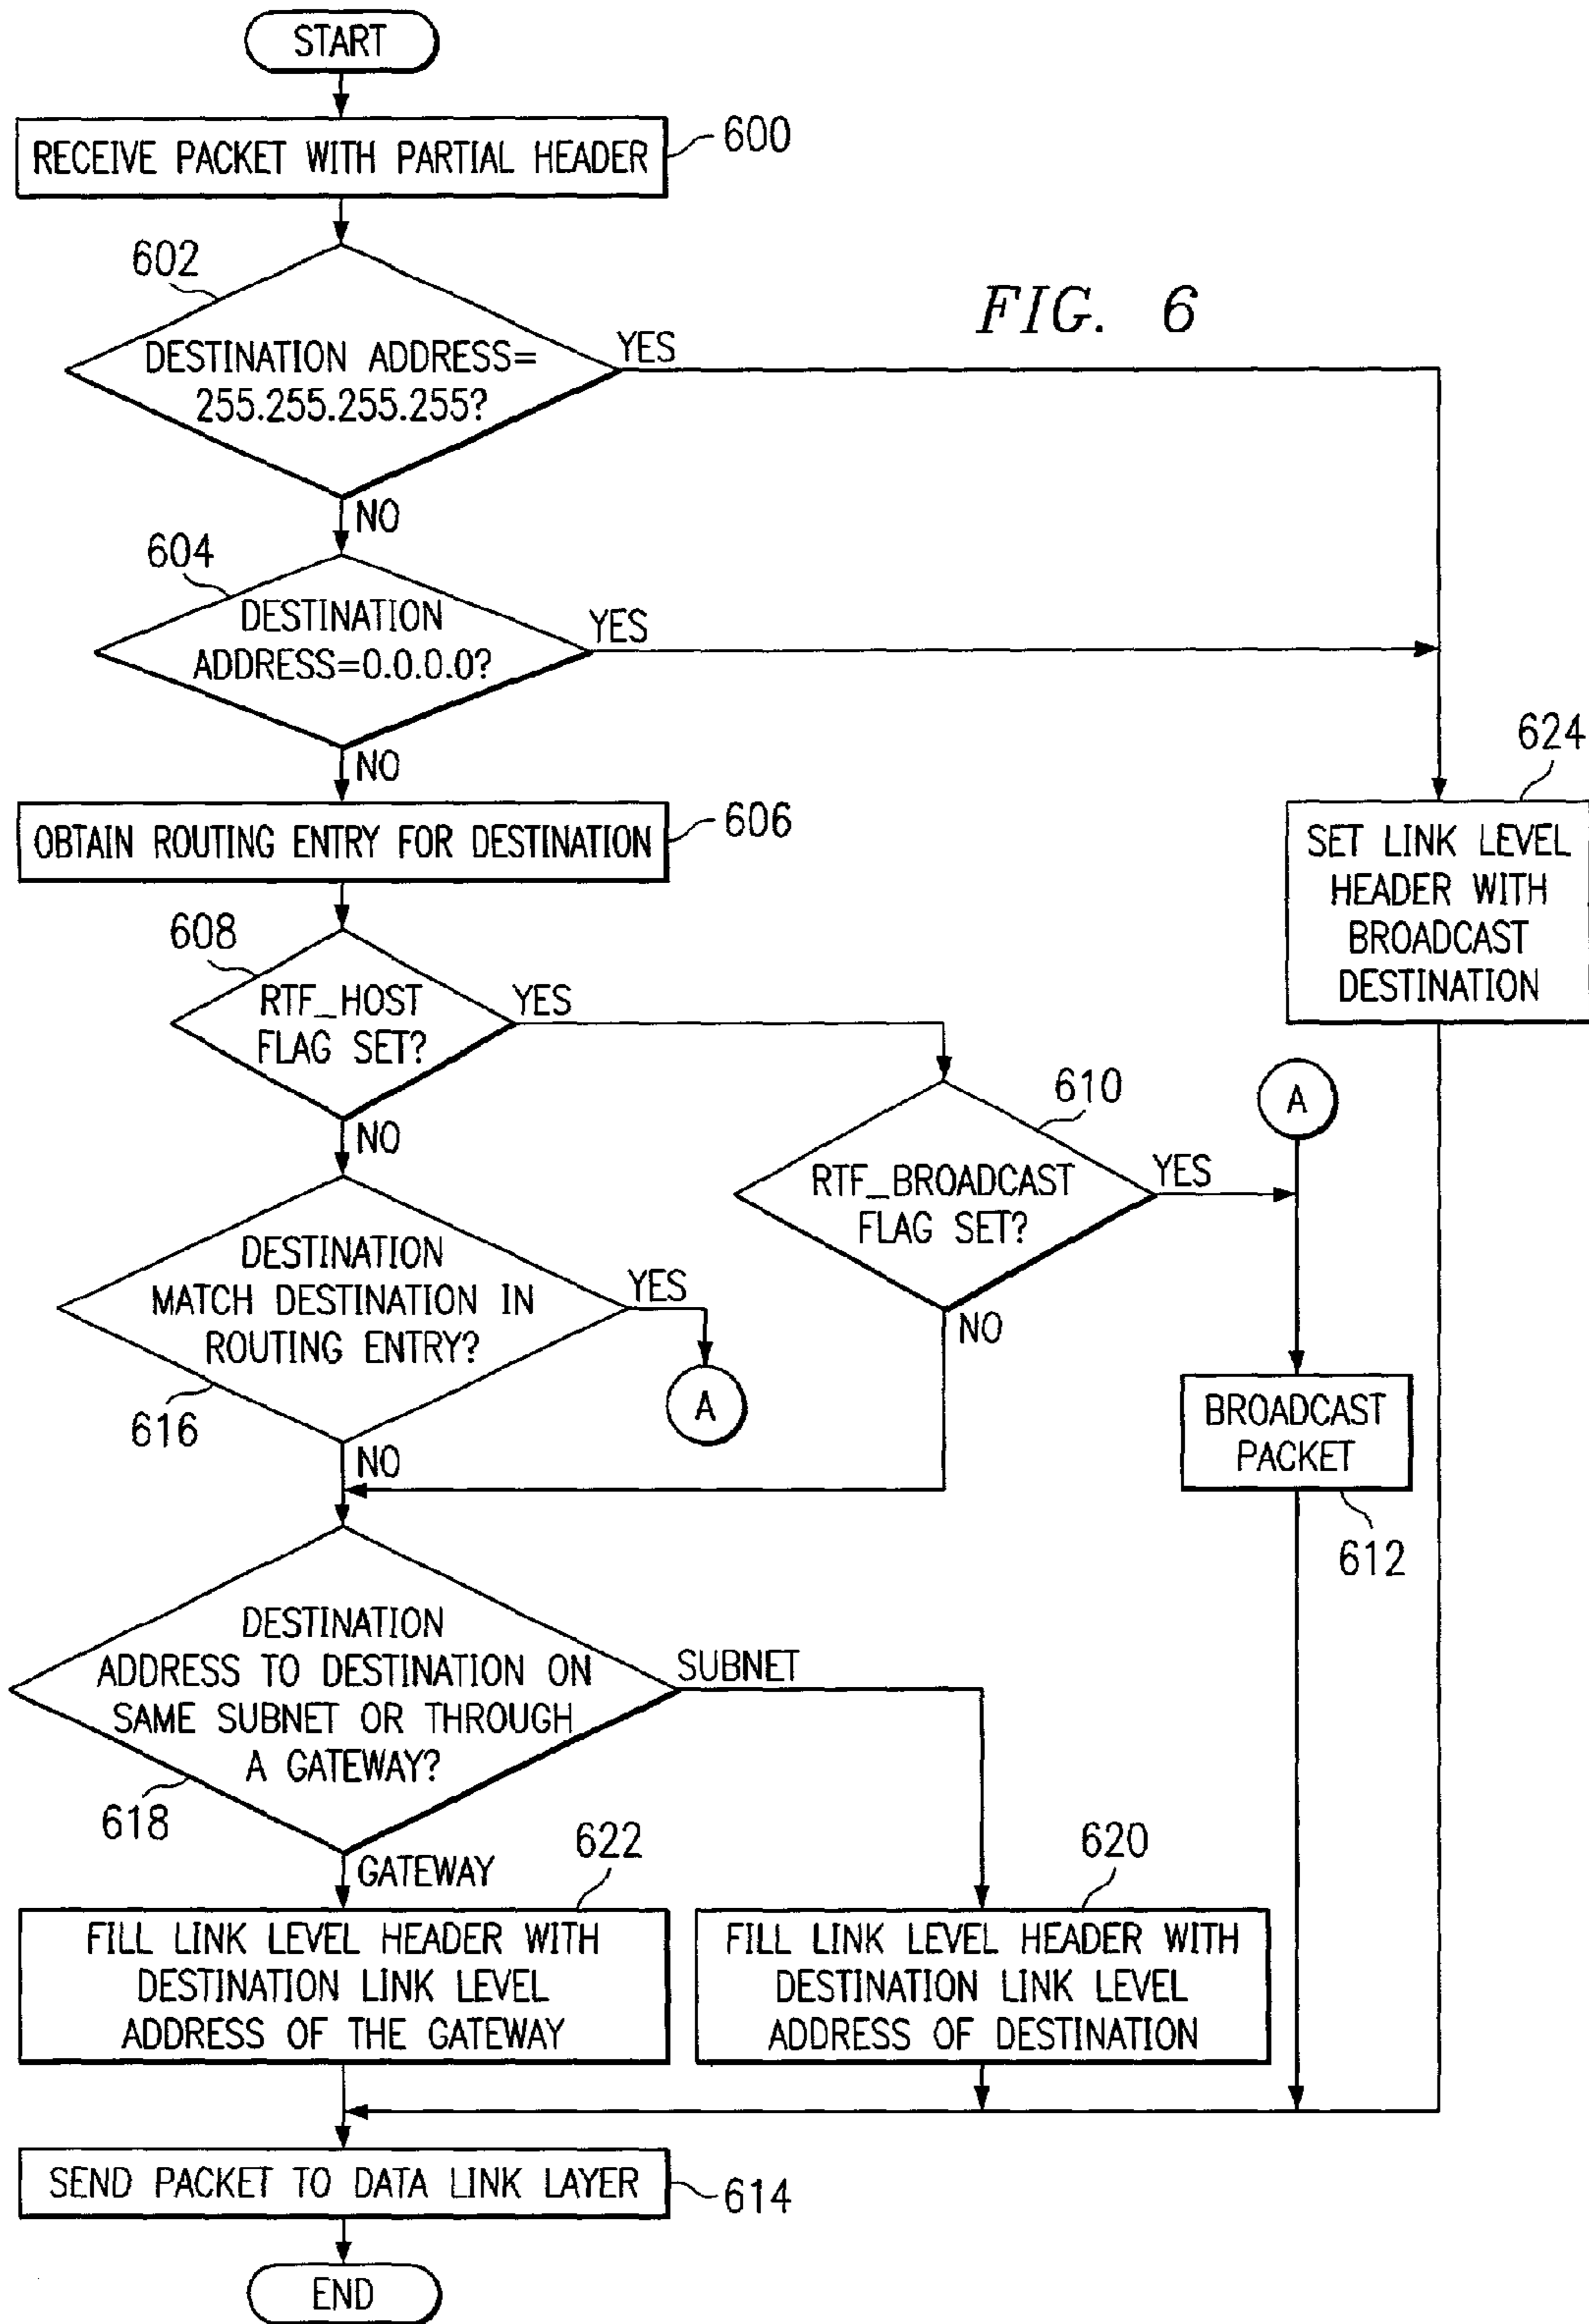 START
RECEIVE PACKET WITH PARTIAL HEADER
600
602
DESTINATION ADDRESS=
255.255.255.255?
YES
NO
FIG. 6
604
DESTINATION
ADDRESS=0.0.0.0?
YES
NO
OBTAIN ROUTING ENTRY FOR DESTINATION
606
624
SET LINK LEVEL
HEADER WITH
BROADCAST
DESTINATION
608
RTF_HOST
FLAG SET?
YES
NO
610
RTF_BROADCAST
FLAG SET?
YES
NO
A
DESTINATION
MATCH DESTINATION IN
ROUTING ENTRY?
YES
616
A
NO
BROADCAST
PACKET
612
DESTINATION
ADDRESS TO DESTINATION ON
SAME SUBNET OR THROUGH
A GATEWAY?
SUBNET
618
GATEWAY
622
FILL LINK LEVEL HEADER WITH
DESTINATION LINK LEVEL
ADDRESS OF THE GATEWAY
620
FILL LINK LEVEL HEADER WITH
DESTINATION LINK LEVEL
ADDRESS OF DESTINATION
SEND PACKET TO DATA LINK LAYER
614
END